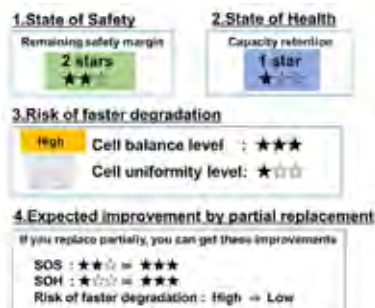 1.State of Safety
2.State of Health
Remaining safety margin
2 stars
★★☆
Capacity retention
1 star
★☆☆
3.Risk of faster degradation
High
Cell balance level : ★★★
Cell uniformity level: ★☆☆
4.Expected improvement by partial replacement
If you replace partially, you can get these improvements
SOS : ★★☆ ⇒ ★★★
SOH : ★☆☆ ⇒ ★★★
Risk of faster degradation : High ⇒ Low